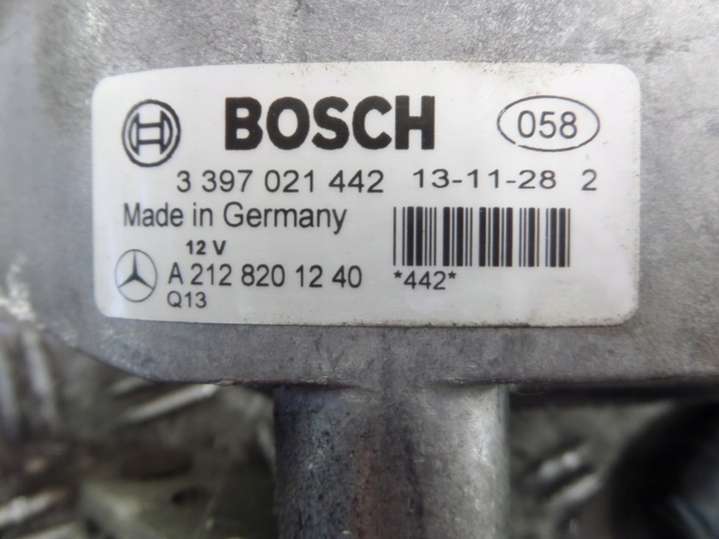 BOSCH 058
3 397 021 442 13-11-28 2
Made in Germany
12 V
A 212 820 12 40 *442*
Q13